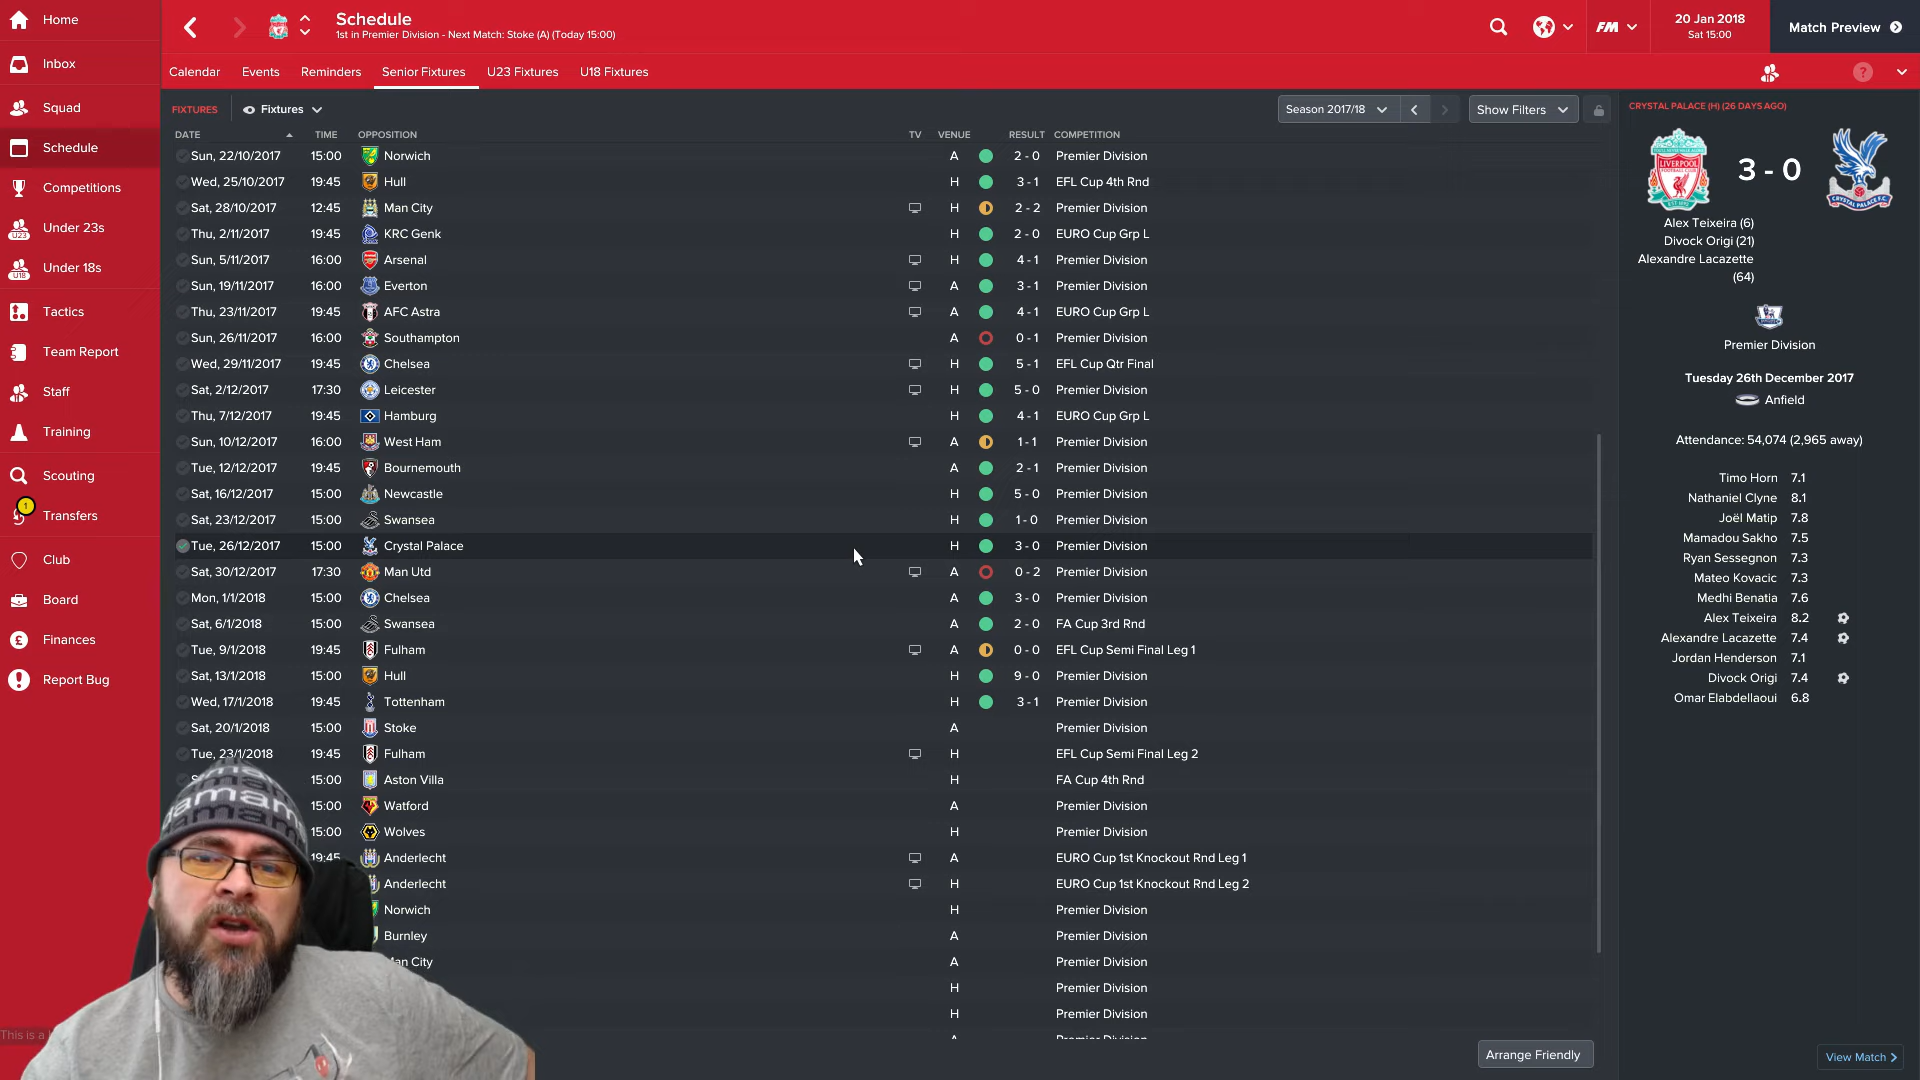 Home
Inbox
Squad
Schedule
Competitions
Under 23s
Under 18s
Tactics
Team Report
Staff
Training
Scouting
1
Transfers
Club
Board
Finances
Report Bug
Schedule
1st in Premier Division - Next Match: Stoke (A) (Today 15:00)
FM
20 Jan 2018
Sat 15:00
Match Preview
Calendar Events Reminders Senior Fixtures U23 Fixtures U18 Fixtures
FIXTURES Fixtures Season 2017/18 Show Filters
DATE TIME OPPOSITION TV VENUE RESULT COMPETITION
Sun, 22/10/2017 15:00 Norwich A 2 - 0 Premier Division
Wed, 25/10/2017 19:45 Hull H 3 - 1 EFL Cup 4th Rnd
Sat, 28/10/2017 12:45 Man City H 2 - 2 Premier Division
Thu, 2/11/2017 19:45 KRC Genk H 2 - 0 EURO Cup Grp L
Sun, 5/11/2017 16:00 Arsenal H 4 - 1 Premier Division
Sun, 19/11/2017 16:00 Everton A 3 - 1 Premier Division
Thu, 23/11/2017 19:45 AFC Astra A 4 - 1 EURO Cup Grp L
Sun, 26/11/2017 16:00 Southampton A 0 - 1 Premier Division
Wed, 29/11/2017 19:45 Chelsea H 5 - 1 EFL Cup Qtr Final
Sat, 2/12/2017 17:30 Leicester H 5 - 0 Premier Division
Thu, 7/12/2017 19:45 Hamburg H 4 - 1 EURO Cup Grp L
Sun, 10/12/2017 16:00 West Ham A 1 - 1 Premier Division
Tue, 12/12/2017 19:45 Bournemouth A 2 - 1 Premier Division
Sat, 16/12/2017 15:00 Newcastle H 5 - 0 Premier Division
Sat, 23/12/2017 15:00 Swansea H 1 - 0 Premier Division
Tue, 26/12/2017 15:00 Crystal Palace H 3 - 0 Premier Division
Sat, 30/12/2017 17:30 Man Utd A 0 - 2 Premier Division
Mon, 1/1/2018 15:00 Chelsea A 3 - 0 Premier Division
Sat, 6/1/2018 15:00 Swansea A 2 - 0 FA Cup 3rd Rnd
Tue, 9/1/2018 19:45 Fulham A 0 - 0 EFL Cup Semi Final Leg 1
Sat, 13/1/2018 15:00 Hull H 9 - 0 Premier Division
Wed, 17/1/2018 19:45 Tottenham H 3 - 1 Premier Division
Sat, 20/1/2018 15:00 Stoke A Premier Division
Tue, 23/1/2018 19:45 Fulham H EFL Cup Semi Final Leg 2
15:00 Aston Villa H FA Cup 4th Rnd
15:00 Watford A Premier Division
15:00 Wolves H Premier Division
19:45 Anderlecht A EURO Cup 1st Knockout Rnd Leg 1
Anderlecht H EURO Cup 1st Knockout Rnd Leg 2
Norwich H Premier Division
Burnley A Premier Division
City A Premier Division
H Premier Division
H Premier Division
A Premier Division
Arrange Friendly
CRYSTAL PALACE (H) (26 DAYS AGO)
3 - 0
Alex Teixeira (6)
Divock Origi (21)
Alexandre Lacazette
(64)
Premier Division
Tuesday 26th December 2017
Anfield
Attendance: 54,074 (2,965 away)
Timo Horn 7.1
Nathaniel Clyne 8.1
Joël Matip 7.8
Mamadou Sakho 7.5
Ryan Sessegnon 7.3
Mateo Kovacic 7.3
Medhi Benatia 7.6
Alex Teixeira 8.2
Alexandre Lacazette 7.4
Jordan Henderson 7.1
Divock Origi 7.4
Omar Elabdellaoui 6.8
View Match
This is a